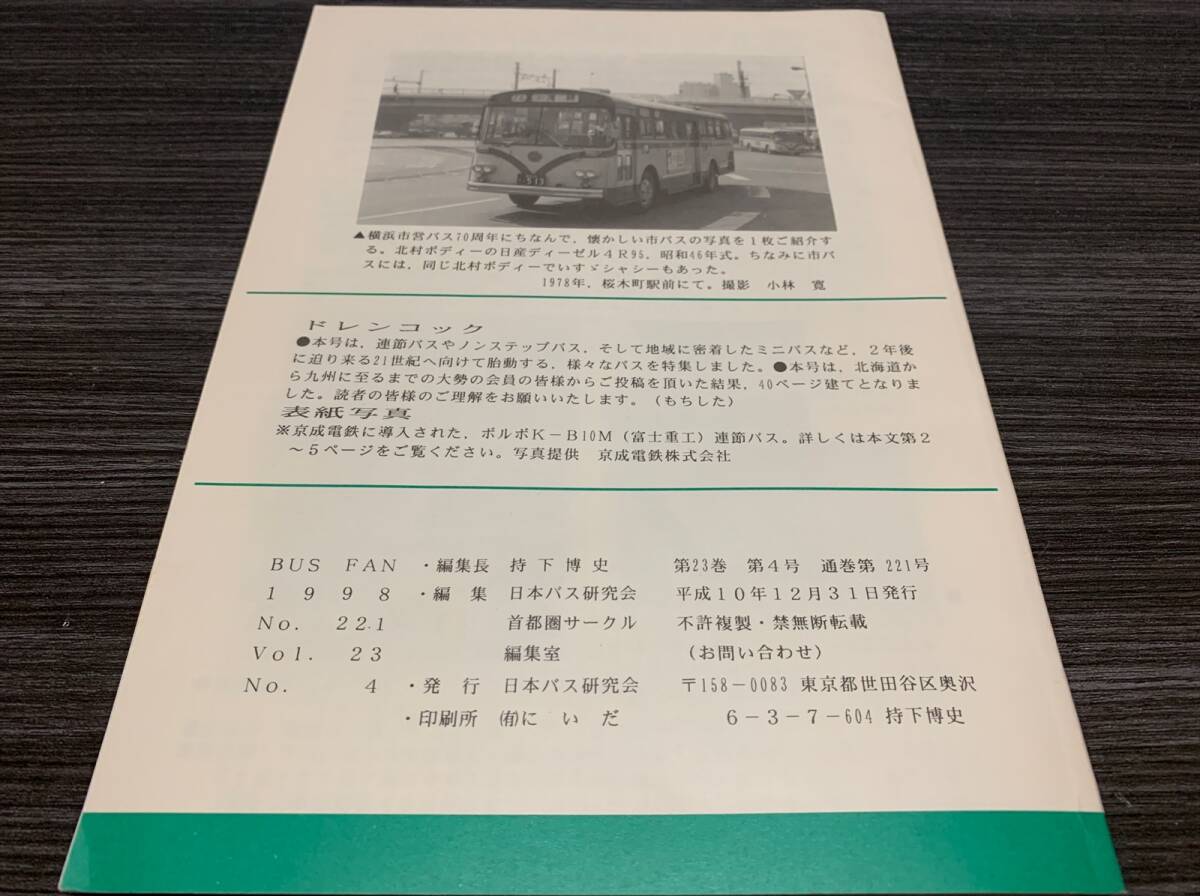 ▲横浜市営バス70周年にちなんで，懐かしい市バスの写真を1枚ご紹介す
る。北村ボディーの日産ディーゼル4R95，昭和46年式。ちなみに市バ
スには，同じ北村ボディーでいすゞシャシーもあった。
1978年，桜木町駅前にて。撮影　小林　寛
ドレンコック
●本号は，連節バスやノンステップバス，そして地域に密着したミニバスなど，2年後
に迫り来る21世紀へ向けて胎動する，様々なバスを特集しました。●本号は，北海道か
ら九州に至るまでの大勢の会員の皆様からご投稿を頂いた結果，40ページ建てとなりま
した。読者の皆様のご理解をお願いいたします。（もちした）
表紙写真
※京成電鉄に導入された，ボルボK－B10M（富士重工）連節バス。詳しくは本文第2
～5ページをご覧ください。写真提供　京成電鉄株式会社
BUS FAN ・編集長 持下博史 第23巻 第4号 通巻第221号
1998 ・編集 日本バス研究会 平成10年12月31日発行
No. 221 首都圏サークル 不許複製・禁無断転載
Vol. 23 編集室 （お問い合わせ）
No. 4 ・発行 日本バス研究会 〒158－0083 東京都世田谷区奥沢
・印刷所 ㈲にいだ 6－3－7－604 持下博史